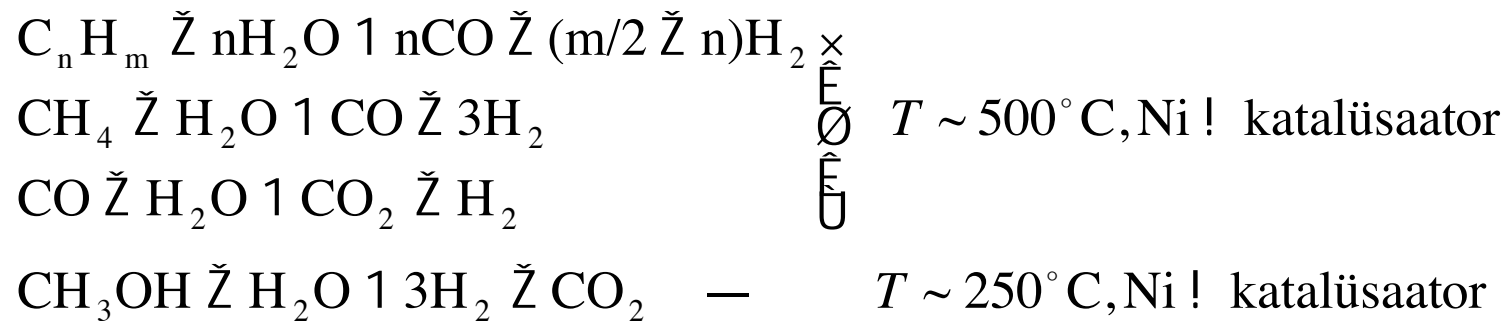 CₙHₘ Ž nH₂O 1 nCO Ž (m/2 Ž n)H₂ ×
Ê
CH₄ Ž H₂O 1 CO Ž 3H₂ Ø T ~ 500°C, Ni ! katalüsaator
Ê
CO Ž H₂O 1 CO₂ Ž H₂ Ù
CH₃OH Ž H₂O 1 3H₂ Ž CO₂ — T ~ 250°C, Ni ! katalüsaator